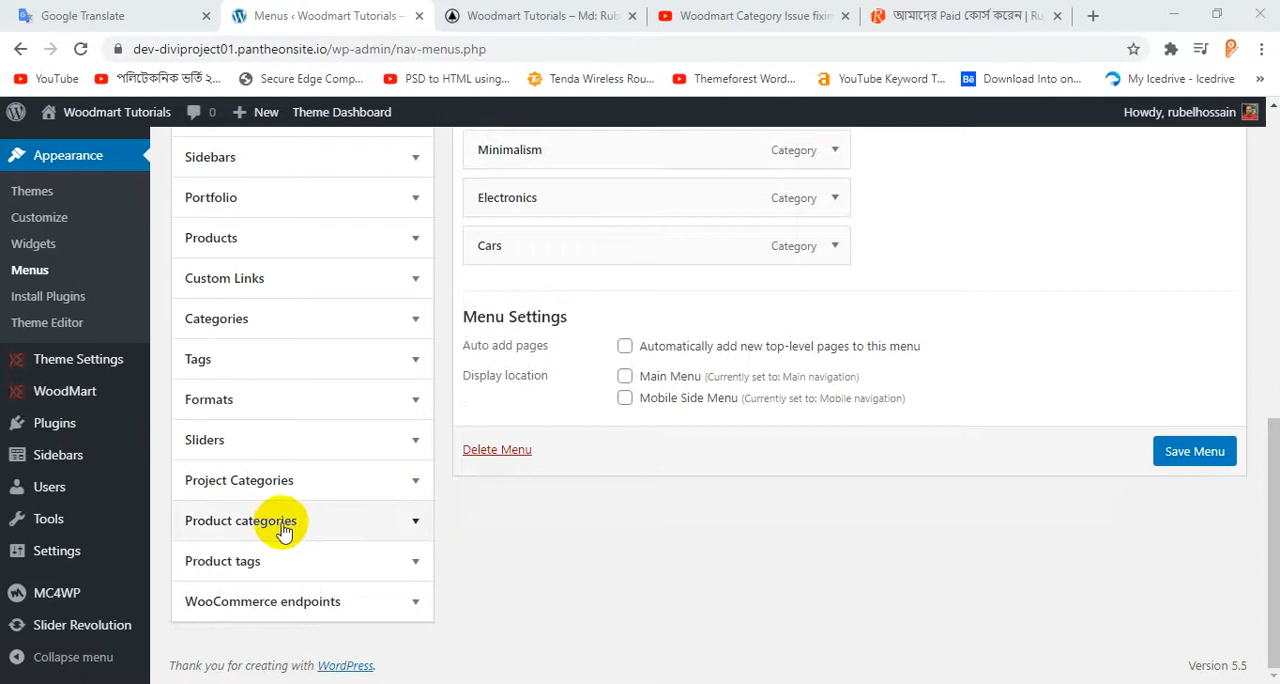 Google Translate
Menus ‹ Woodmart Tutorials –
Woodmart Tutorials – Md: Rub
Woodmart Category Issue fixin
আমাদের Paid কোর্স করেন | Ru
dev-diviproject01.pantheonsite.io/wp-admin/nav-menus.php
YouTube
পলিটেকনিক ভর্তি ২...
Secure Edge Comp...
PSD to HTML using...
Tenda Wireless Rou...
Themeforest Word...
YouTube Keyword T...
Download Into on...
My Icedrive - Icedrive
»
Woodmart Tutorials
0
New
Theme Dashboard
Howdy, rubelhossain
Appearance
Themes
Customize
Widgets
Menus
Install Plugins
Theme Editor
Theme Settings
WoodMart
Plugins
Sidebars
Users
Tools
Settings
MC4WP
Slider Revolution
Collapse menu
Sidebars
Portfolio
Products
Custom Links
Categories
Tags
Formats
Sliders
Project Categories
Product categories
Product tags
WooCommerce endpoints
Minimalism Category
Electronics Category
Cars Category
Menu Settings
Auto add pages
Automatically add new top-level pages to this menu
Display location
Main Menu (Currently set to: Main navigation)
Mobile Side Menu (Currently set to: Mobile navigation)
Delete Menu
Save Menu
Thank you for creating with WordPress.
Version 5.5